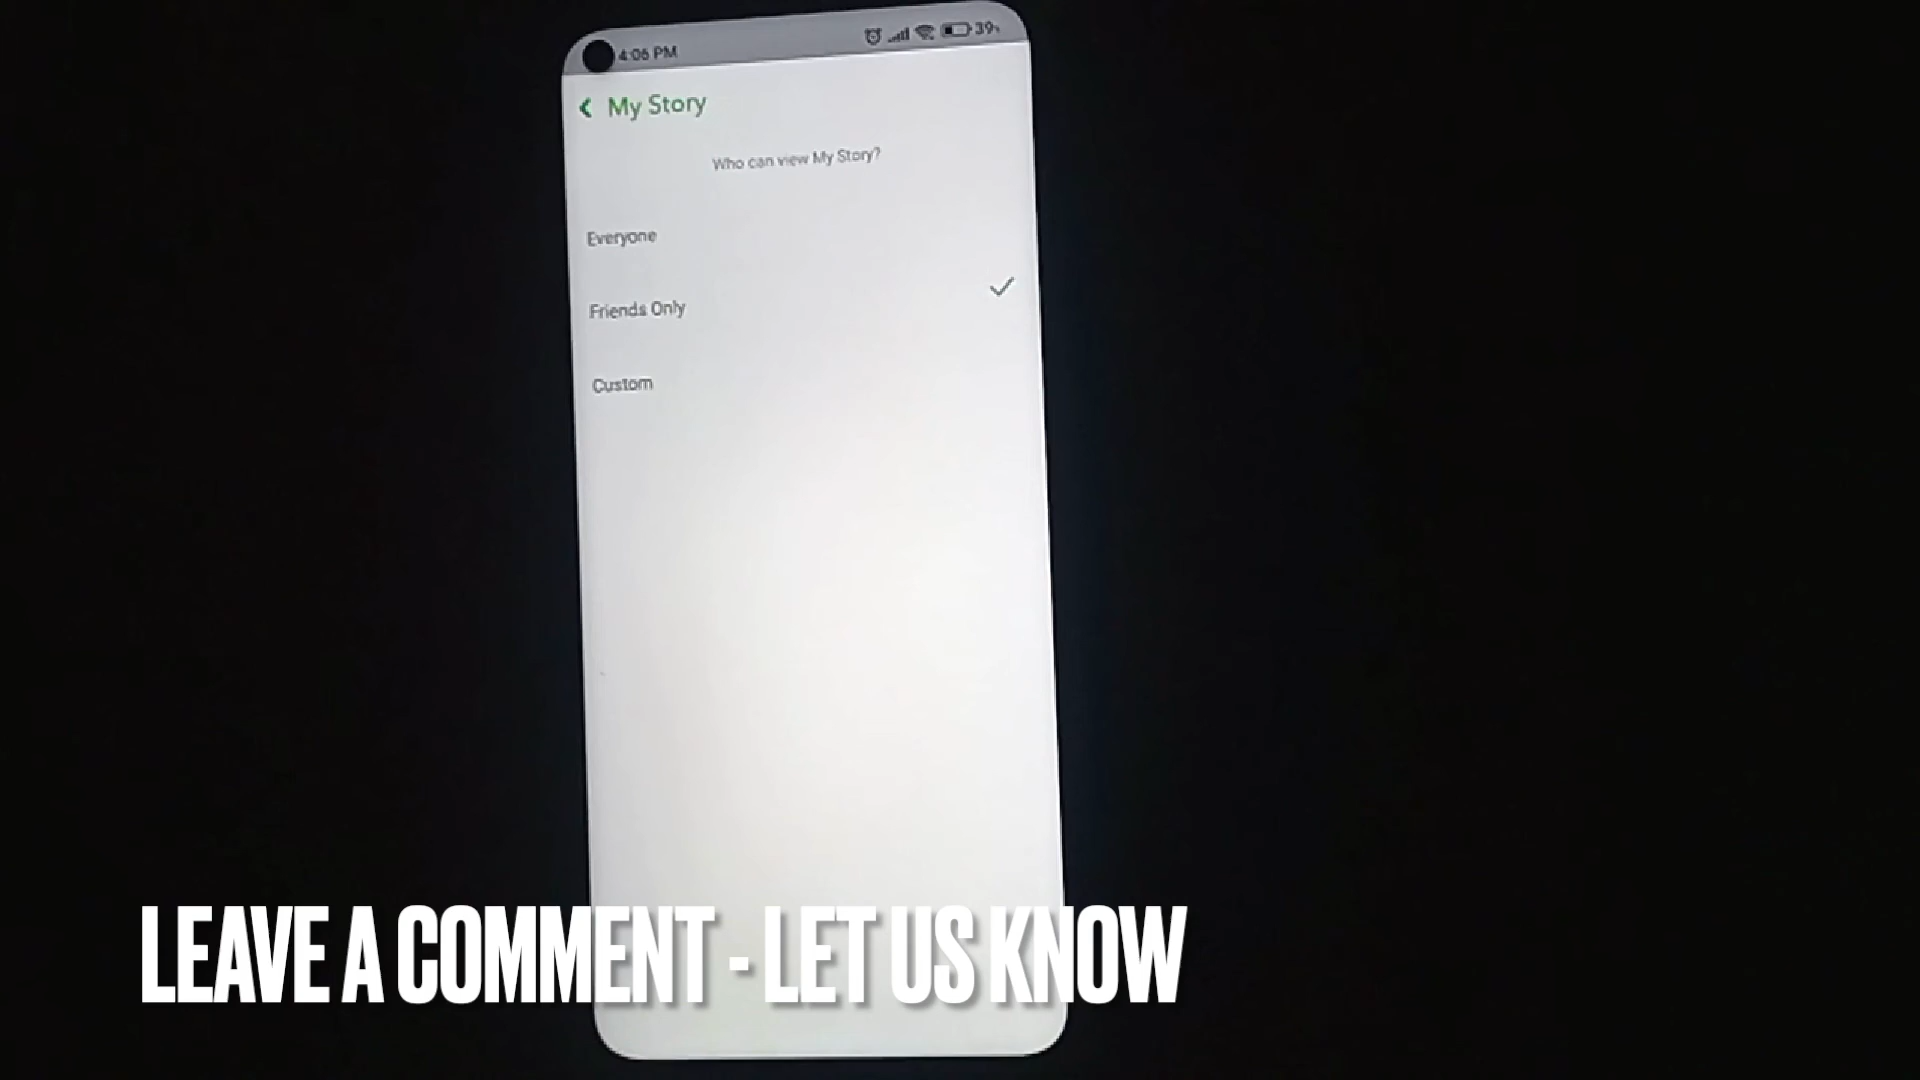 4:06 PM 39%
My Story
Who can view My Story?
Everyone
Friends Only
Custom
LEAVE A COMMENT - LET US KNOW